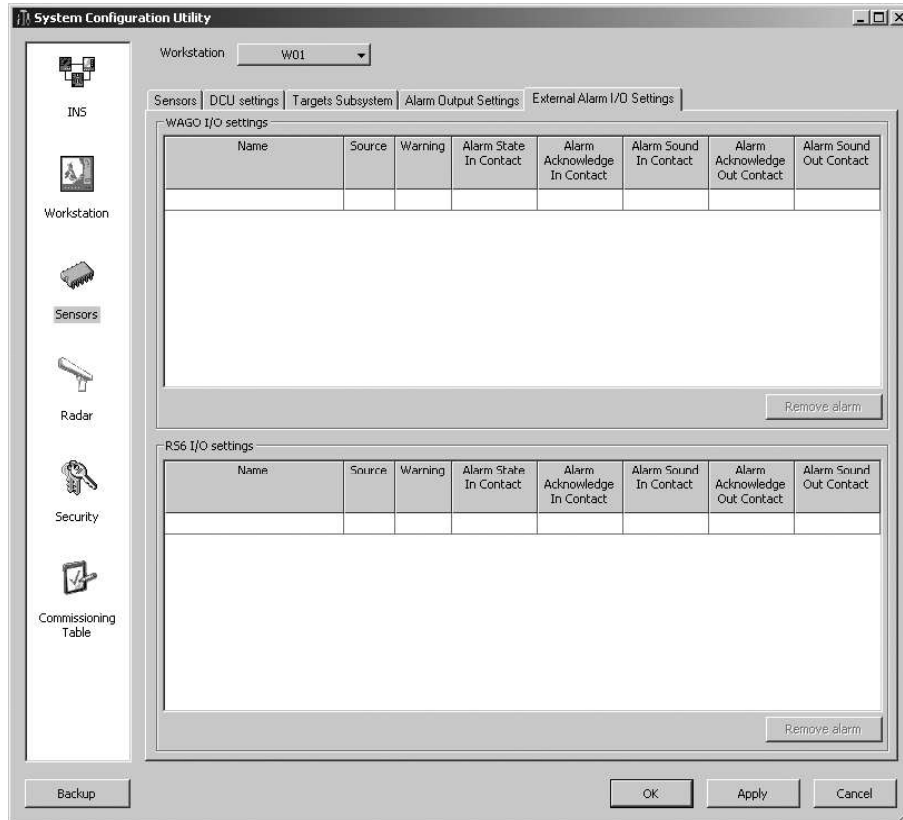 System Configuration Utility
Workstation W01
INS
Workstation
Sensors
Radar
Security
Commissioning
Table
Sensors DCU settings Targets Subsystem Alarm Output Settings External Alarm I/O Settings
WAGO I/O settings
Name Source Warning Alarm State In Contact Alarm Acknowledge In Contact Alarm Sound In Contact Alarm Acknowledge Out Contact Alarm Sound Out Contact
Remove alarm
RS6 I/O settings
Name Source Warning Alarm State In Contact Alarm Acknowledge In Contact Alarm Sound In Contact Alarm Acknowledge Out Contact Alarm Sound Out Contact
Remove alarm
Backup OK Apply Cancel